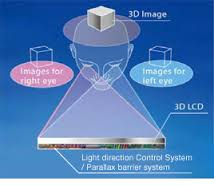 3D Image
Images for
right eye
Images for
left eye
3D LCD
Light direction Control System
/ Parallax barrier system